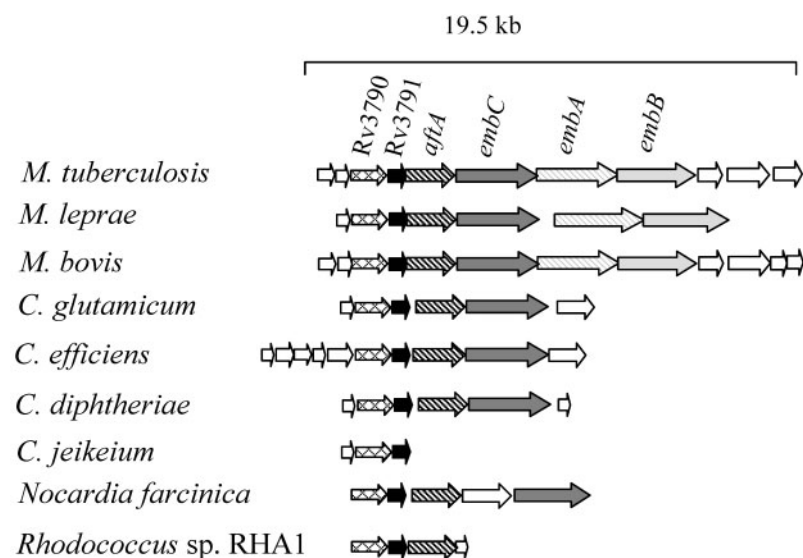 19.5 kb
Rv3790
Rv3791
aftA
embC
embA
embB
M. tuberculosis
M. leprae
M. bovis
C. glutamicum
C. efficiens
C. diphtheriae
C. jeikeium
Nocardia farcinica
Rhodococcus sp. RHA1